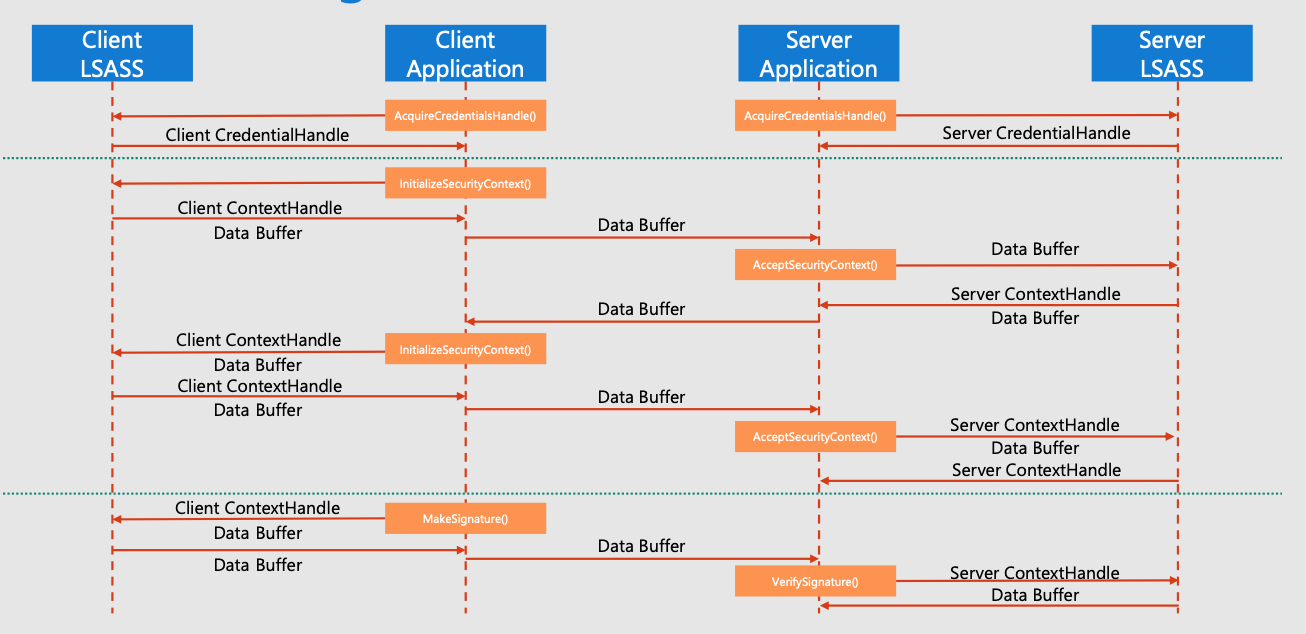 Client
LSASS
Client
Application
Server
Application
Server
LSASS
AcquireCredentialsHandle()
AcquireCredentialsHandle()
Client CredentialHandle
Server CredentialHandle
InitializeSecurityContext()
Client ContextHandle
Data Buffer
Data Buffer
AcceptSecurityContext()
Data Buffer
Server ContextHandle
Data Buffer
Data Buffer
Client ContextHandle
InitializeSecurityContext()
Data Buffer
Client ContextHandle
Data Buffer
Data Buffer
AcceptSecurityContext()
Server ContextHandle
Data Buffer
Server ContextHandle
Client ContextHandle
MakeSignature()
Data Buffer
Data Buffer
Data Buffer
VerifySignature()
Server ContextHandle
Data Buffer